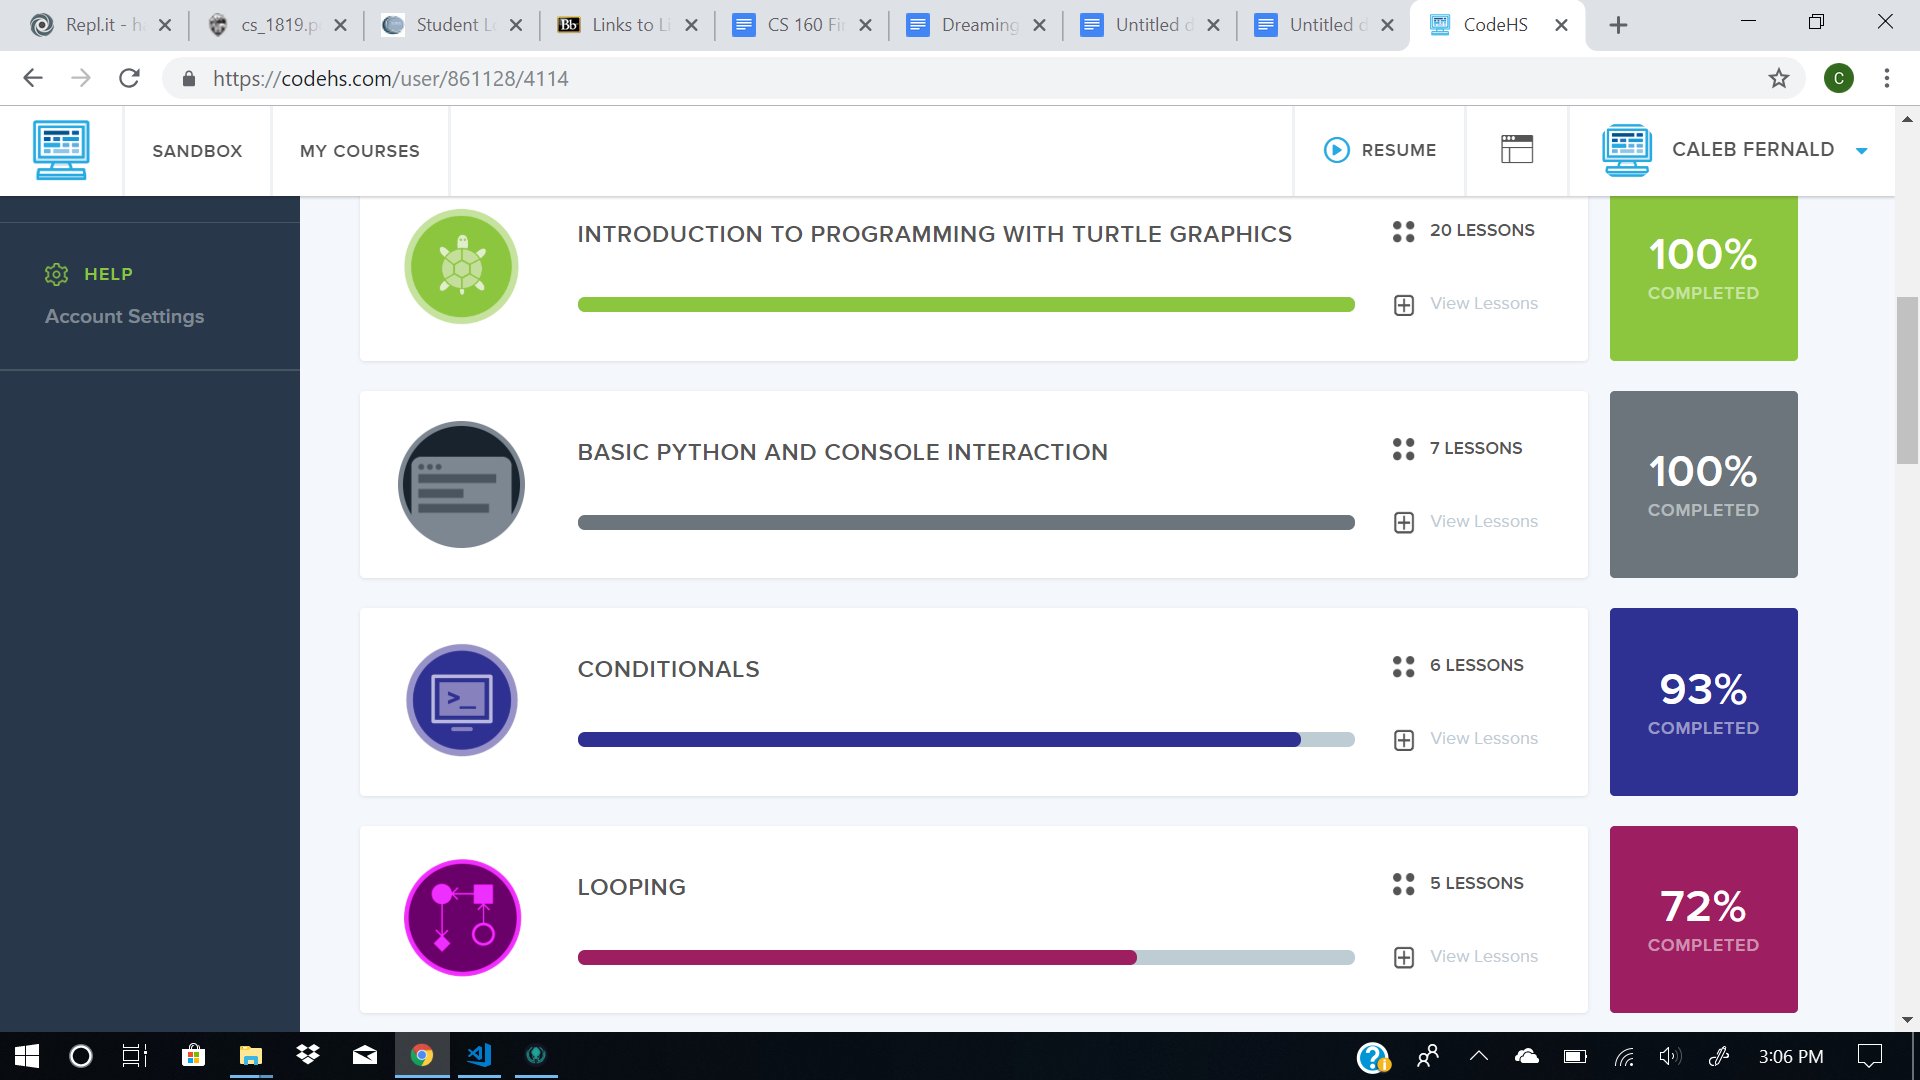 Repl.it - ha
cs_1819.p
Student Lo
Links to Li
CS 160 Fin
Dreaming
Untitled d
Untitled d
CodeHS
https://codehs.com/user/861128/4114
C
SANDBOX
MY COURSES
RESUME
CALEB FERNALD
HELP
Account Settings
INTRODUCTION TO PROGRAMMING WITH TURTLE GRAPHICS
20 LESSONS
View Lessons
100%
COMPLETED
BASIC PYTHON AND CONSOLE INTERACTION
7 LESSONS
View Lessons
100%
COMPLETED
>_
CONDITIONALS
6 LESSONS
View Lessons
93%
COMPLETED
LOOPING
5 LESSONS
View Lessons
72%
COMPLETED
3:06 PM